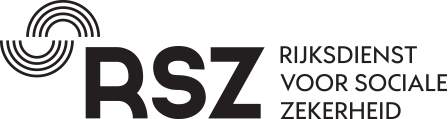 RSZ
RIJKSDIENST
VOOR SOCIALE
ZEKERHEID